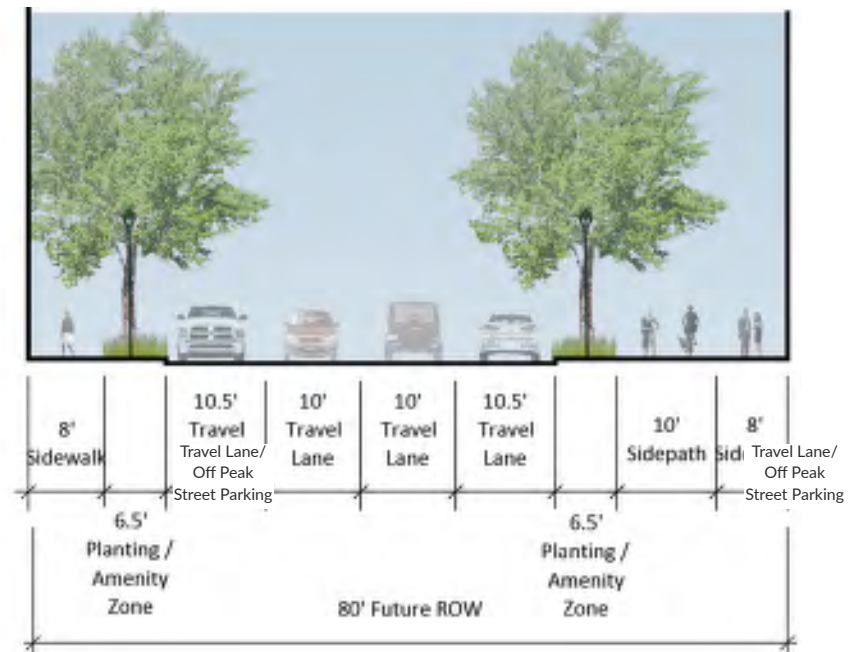 8'
Sidewalk
10.5'
Travel
Travel Lane/
Off Peak
Street Parking
10'
Travel
Lane
10'
Travel
Lane
10.5'
Travel
Lane
10'
Sidepath
8'
Travel Lane/
Off Peak
Street Parking
6.5'
Planting /
Amenity
Zone
80' Future ROW
6.5'
Planting /
Amenity
Zone